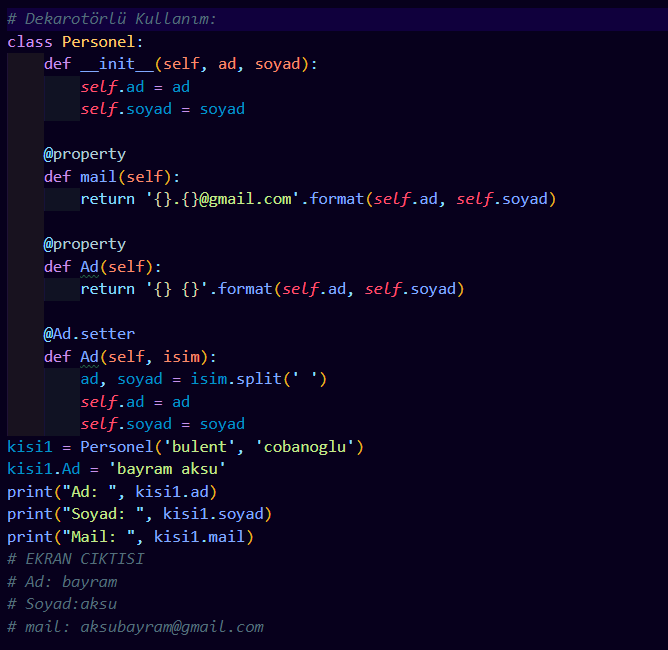 # Dekarotörlü Kullanım:
class Personel:
    def __init__(self, ad, soyad):
        self.ad = ad
        self.soyad = soyad

    @property
    def mail(self):
        return '{}.{}@gmail.com'.format(self.ad, self.soyad)

    @property
    def Ad(self):
        return '{} {}'.format(self.ad, self.soyad)

    @Ad.setter
    def Ad(self, isim):
        ad, soyad = isim.split(' ')
        self.ad = ad
        self.soyad = soyad
kisi1 = Personel('bulent', 'cobanoglu')
kisi1.Ad = 'bayram aksu'
print("Ad: ", kisi1.ad)
print("Soyad: ", kisi1.soyad)
print("Mail: ", kisi1.mail)
# EKRAN CIKTISI
# Ad: bayram
# Soyad:aksu
# mail: aksubayram@gmail.com